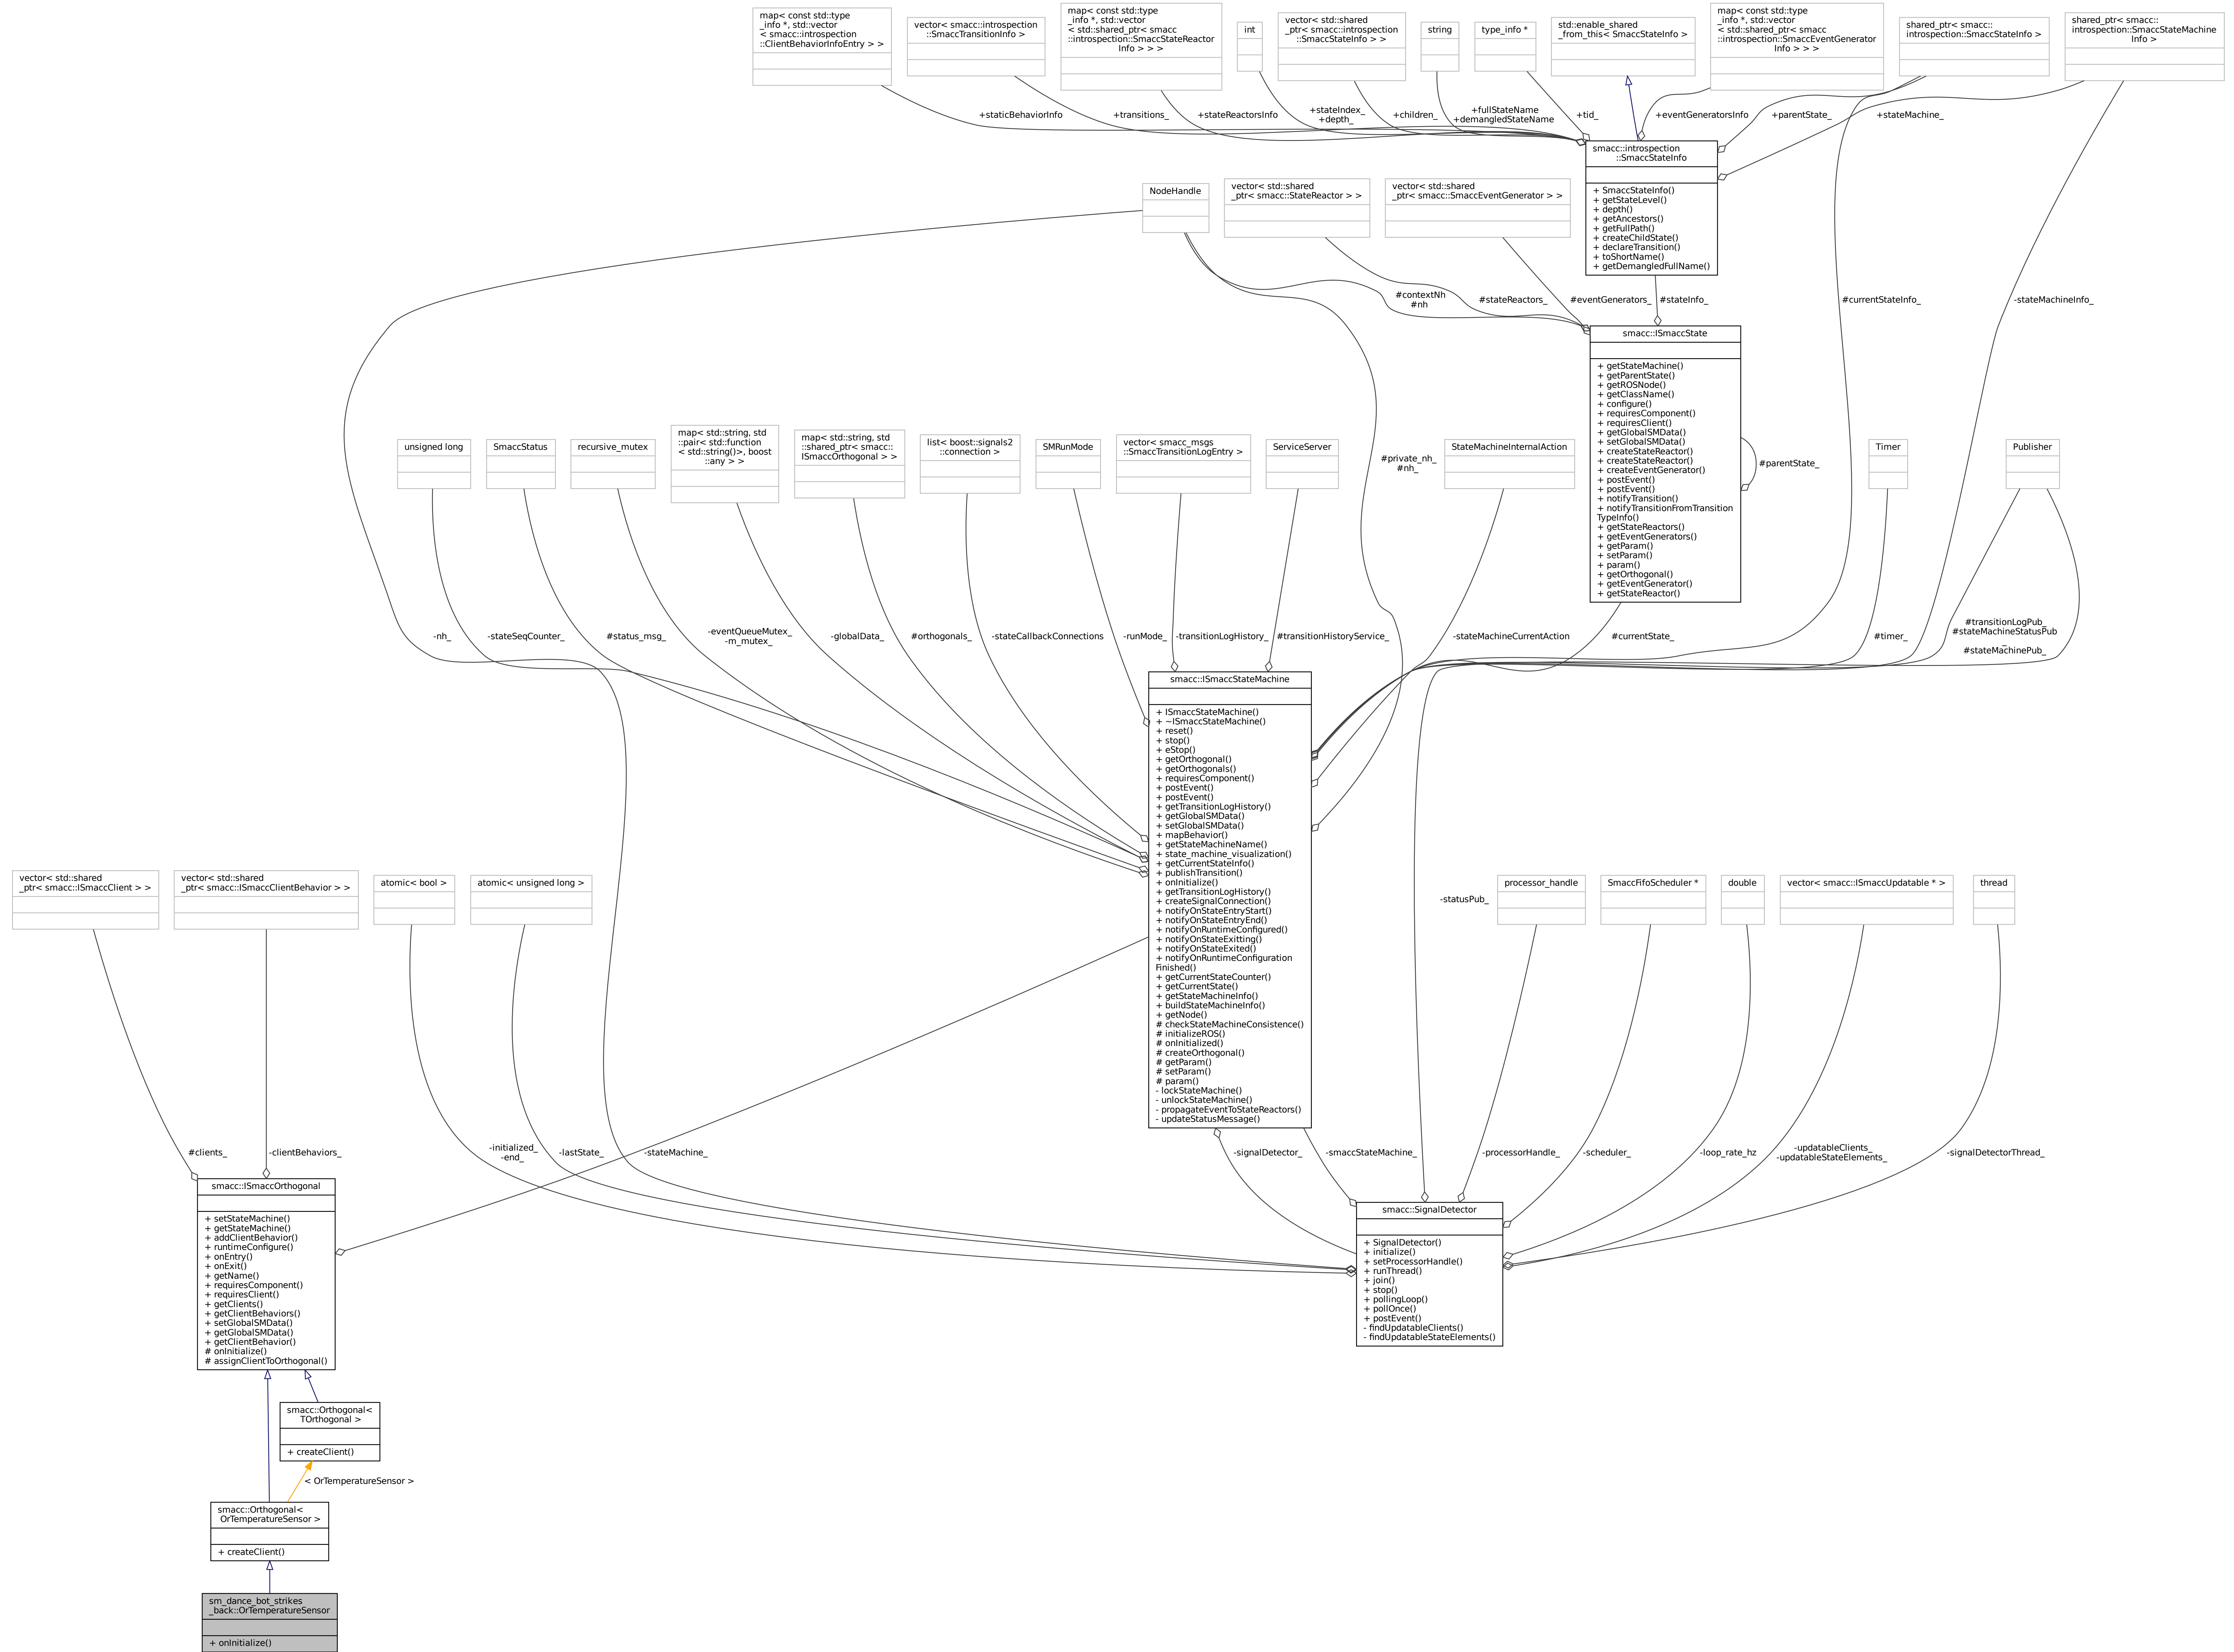 map< const std::type
_info *, std::vector
< smacc::introspection
::ClientBehaviorInfoEntry > >
vector< smacc::introspection
::SmaccTransitionInfo >
map< const std::type
_info *, std::vector
< std::shared_ptr< smacc
::introspection::SmaccStateReactor
Info > > >
int
vector< std::shared
_ptr< smacc::introspection
::SmaccStateInfo > >
string
type_info *
std::enable_shared
_from_this< SmaccStateInfo >
map< const std::type
_info *, std::vector
< std::shared_ptr< smacc
::introspection::SmaccEventGenerator
Info > > >
shared_ptr< smacc::
introspection::SmaccStateInfo >
shared_ptr< smacc::
introspection::SmaccStateMachine
Info >
+staticBehaviorInfo
+transitions_
+stateReactorsInfo
+stateIndex_
+depth_
+children_
+fullStateName
+demangledStateName
+tid_
+eventGeneratorsInfo
+parentState_
+stateMachine_
smacc::introspection
::SmaccStateInfo
+ SmaccStateInfo()
+ getStateLevel()
+ depth()
+ getAncestors()
+ getFullPath()
+ createChildState()
+ declareTransition()
+ toShortName()
+ getDemangledFullName()
NodeHandle
vector< std::shared
_ptr< smacc::StateReactor > >
vector< std::shared
_ptr< smacc::SmaccEventGenerator > >
#contextNh
#nh
#stateReactors_
#eventGenerators_
#stateInfo_
#currentStateInfo_
-stateMachineInfo_
smacc::ISmaccState
+ getStateMachine()
+ getParentState()
+ getROSNode()
+ getClassName()
+ configure()
+ requiresComponent()
+ requiresClient()
+ getGlobalSMData()
+ setGlobalSMData()
+ createStateReactor()
+ createStateReactor()
+ createEventGenerator()
+ postEvent()
+ postEvent()
+ notifyTransition()
+ notifyTransitionFromTransition
TypeInfo()
+ getStateReactors()
+ getEventGenerators()
+ getParam()
+ setParam()
+ param()
+ getOrthogonal()
+ getEventGenerator()
+ getStateReactor()
#parentState_
unsigned long
SmaccStatus
recursive_mutex
map< std::string, std
::pair< std::function
< std::string()>, boost
::any > >
map< std::string, std
::shared_ptr< smacc::
ISmaccOrthogonal > >
list< boost::signals2
::connection >
SMRunMode
vector< smacc_msgs
::SmaccTransitionLogEntry >
ServiceServer
#private_nh_
#nh_
StateMachineInternalAction
Timer
Publisher
-nh_
-stateSeqCounter_
#status_msg_
-eventQueueMutex_
-m_mutex_
-globalData_
#orthogonals_
-stateCallbackConnections
-runMode_
-transitionLogHistory_
#transitionHistoryService_
-stateMachineCurrentAction
#currentState_
#timer_
#transitionLogPub_
#stateMachineStatusPub
_
#stateMachinePub_
smacc::ISmaccStateMachine
+ ISmaccStateMachine()
+ ~ISmaccStateMachine()
+ reset()
+ stop()
+ eStop()
+ getOrthogonal()
+ getOrthogonals()
+ requiresComponent()
+ postEvent()
+ postEvent()
+ getTransitionLogHistory()
+ getGlobalSMData()
+ setGlobalSMData()
+ mapBehavior()
+ getStateMachineName()
+ state_machine_visualization()
+ getCurrentStateInfo()
+ publishTransition()
+ onInitialize()
+ getTransitionLogHistory()
+ createSignalConnection()
+ notifyOnStateEntryStart()
+ notifyOnStateEntryEnd()
+ notifyOnRuntimeConfigured()
+ notifyOnStateExitting()
+ notifyOnStateExited()
+ notifyOnRuntimeConfiguration
Finished()
+ getCurrentStateCounter()
+ getCurrentState()
+ getStateMachineInfo()
+ buildStateMachineInfo()
+ getNode()
# checkStateMachineConsistence()
# initializeROS()
# onInitialized()
# createOrthogonal()
# getParam()
# setParam()
# param()
- lockStateMachine()
- unlockStateMachine()
- propagateEventToStateReactors()
- updateStatusMessage()
vector< std::shared
_ptr< smacc::ISmaccClient > >
vector< std::shared
_ptr< smacc::ISmaccClientBehavior > >
atomic< bool >
atomic< unsigned long >
-statusPub_
processor_handle
SmaccFifoScheduler *
double
vector< smacc::ISmaccUpdatable * >
thread
#clients_
-clientBehaviors_
-initialized_
-end_
-lastState_
-stateMachine_
-signalDetector_
-smaccStateMachine_
-processorHandle_
-scheduler_
-loop_rate_hz
-updatableClients_
-updatableStateElements_
-signalDetectorThread_
smacc::ISmaccOrthogonal
+ setStateMachine()
+ getStateMachine()
+ addClientBehavior()
+ runtimeConfigure()
+ onEntry()
+ onExit()
+ getName()
+ requiresComponent()
+ requiresClient()
+ getClients()
+ getClientBehaviors()
+ setGlobalSMData()
+ getGlobalSMData()
+ getClientBehavior()
# onInitialize()
# assignClientToOrthogonal()
smacc::SignalDetector
+ SignalDetector()
+ initialize()
+ setProcessorHandle()
+ runThread()
+ join()
+ stop()
+ pollingLoop()
+ pollOnce()
+ postEvent()
- findUpdatableClients()
- findUpdatableStateElements()
smacc::Orthogonal<
TOrthogonal >
+ createClient()
< OrTemperatureSensor >
smacc::Orthogonal<
OrTemperatureSensor >
+ createClient()
sm_dance_bot_strikes
_back::OrTemperatureSensor
+ onInitialize()